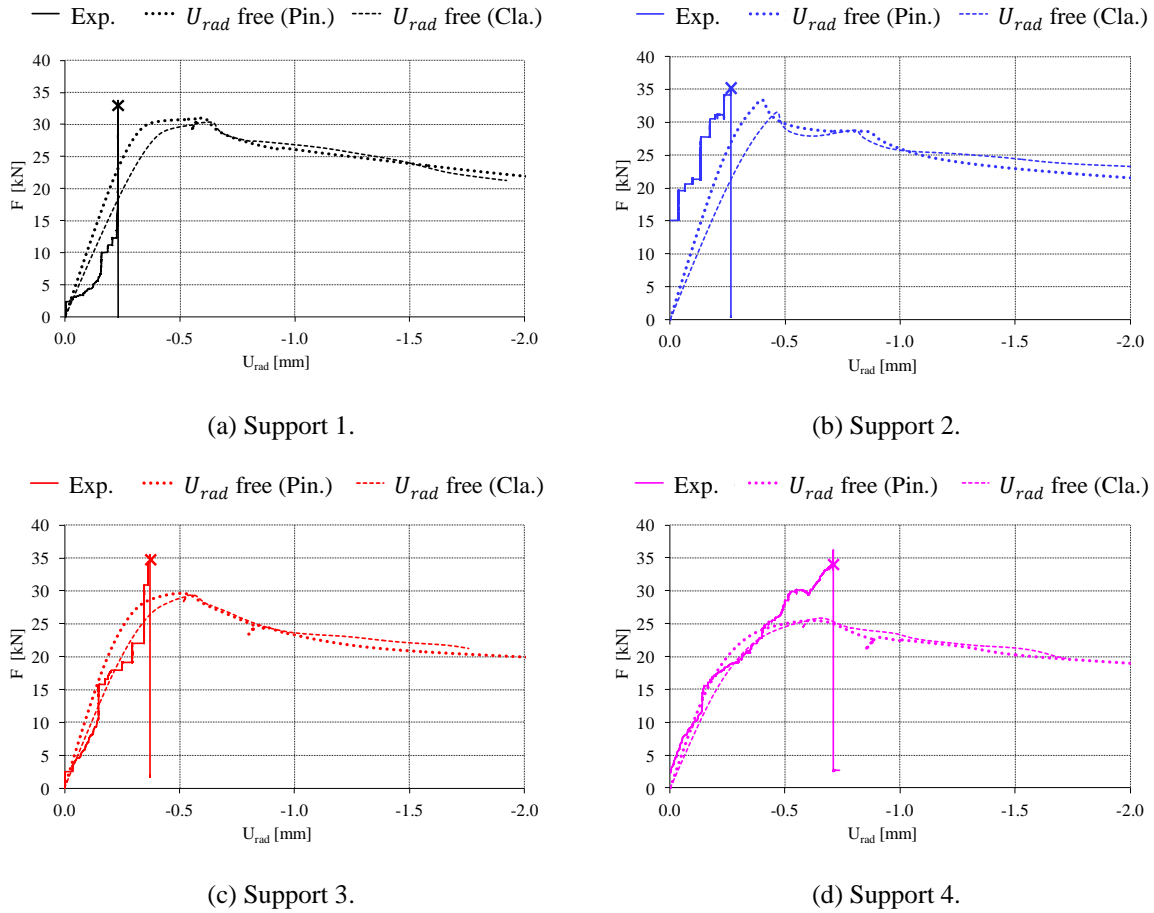 Exp. U_rad free (Pin.) U_rad free (Cla.)
40
35
30
25
20
15
10
5
0
F [kN]
0.0 -0.5 -1.0 -1.5 -2.0
U_rad [mm]
(a) Support 1.
Exp. U_rad free (Pin.) U_rad free (Cla.)
40
35
30
25
20
15
10
5
0
F [kN]
0.0 -0.5 -1.0 -1.5 -2.0
U_rad [mm]
(b) Support 2.
Exp. U_rad free (Pin.) U_rad free (Cla.)
40
35
30
25
20
15
10
5
0
F [kN]
0.0 -0.5 -1.0 -1.5 -2.0
U_rad [mm]
(c) Support 3.
Exp. U_rad free (Pin.) U_rad free (Cla.)
40
35
30
25
20
15
10
5
0
F [kN]
0.0 -0.5 -1.0 -1.5 -2.0
U_rad [mm]
(d) Support 4.